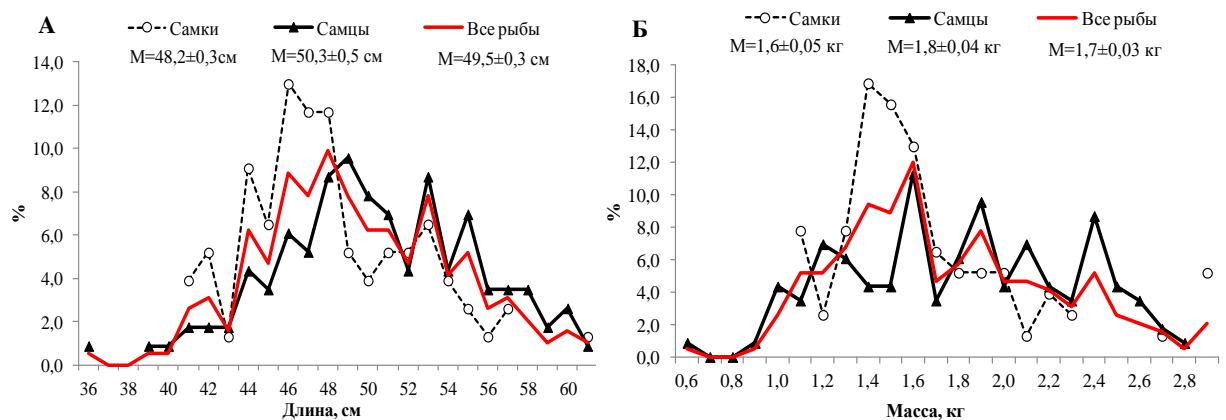 А
Самки Самцы Все рыбы
М=48,2±0,3см М=50,3±0,5 см М=49,5±0,3 см
14,0
12,0
10,0
8,0
6,0
4,0
2,0
0,0
%
36 38 40 42 44 46 48 50 52 54 56 58 60
Длина, см
Б
Самки Самцы Все рыбы
М=1,6±0,05 кг М=1,8±0,04 кг М=1,7±0,03 кг
18,0
16,0
14,0
12,0
10,0
8,0
6,0
4,0
2,0
0,0
%
0,6 0,8 1,0 1,2 1,4 1,6 1,8 2,0 2,2 2,4 2,6 2,8
Масса, кг